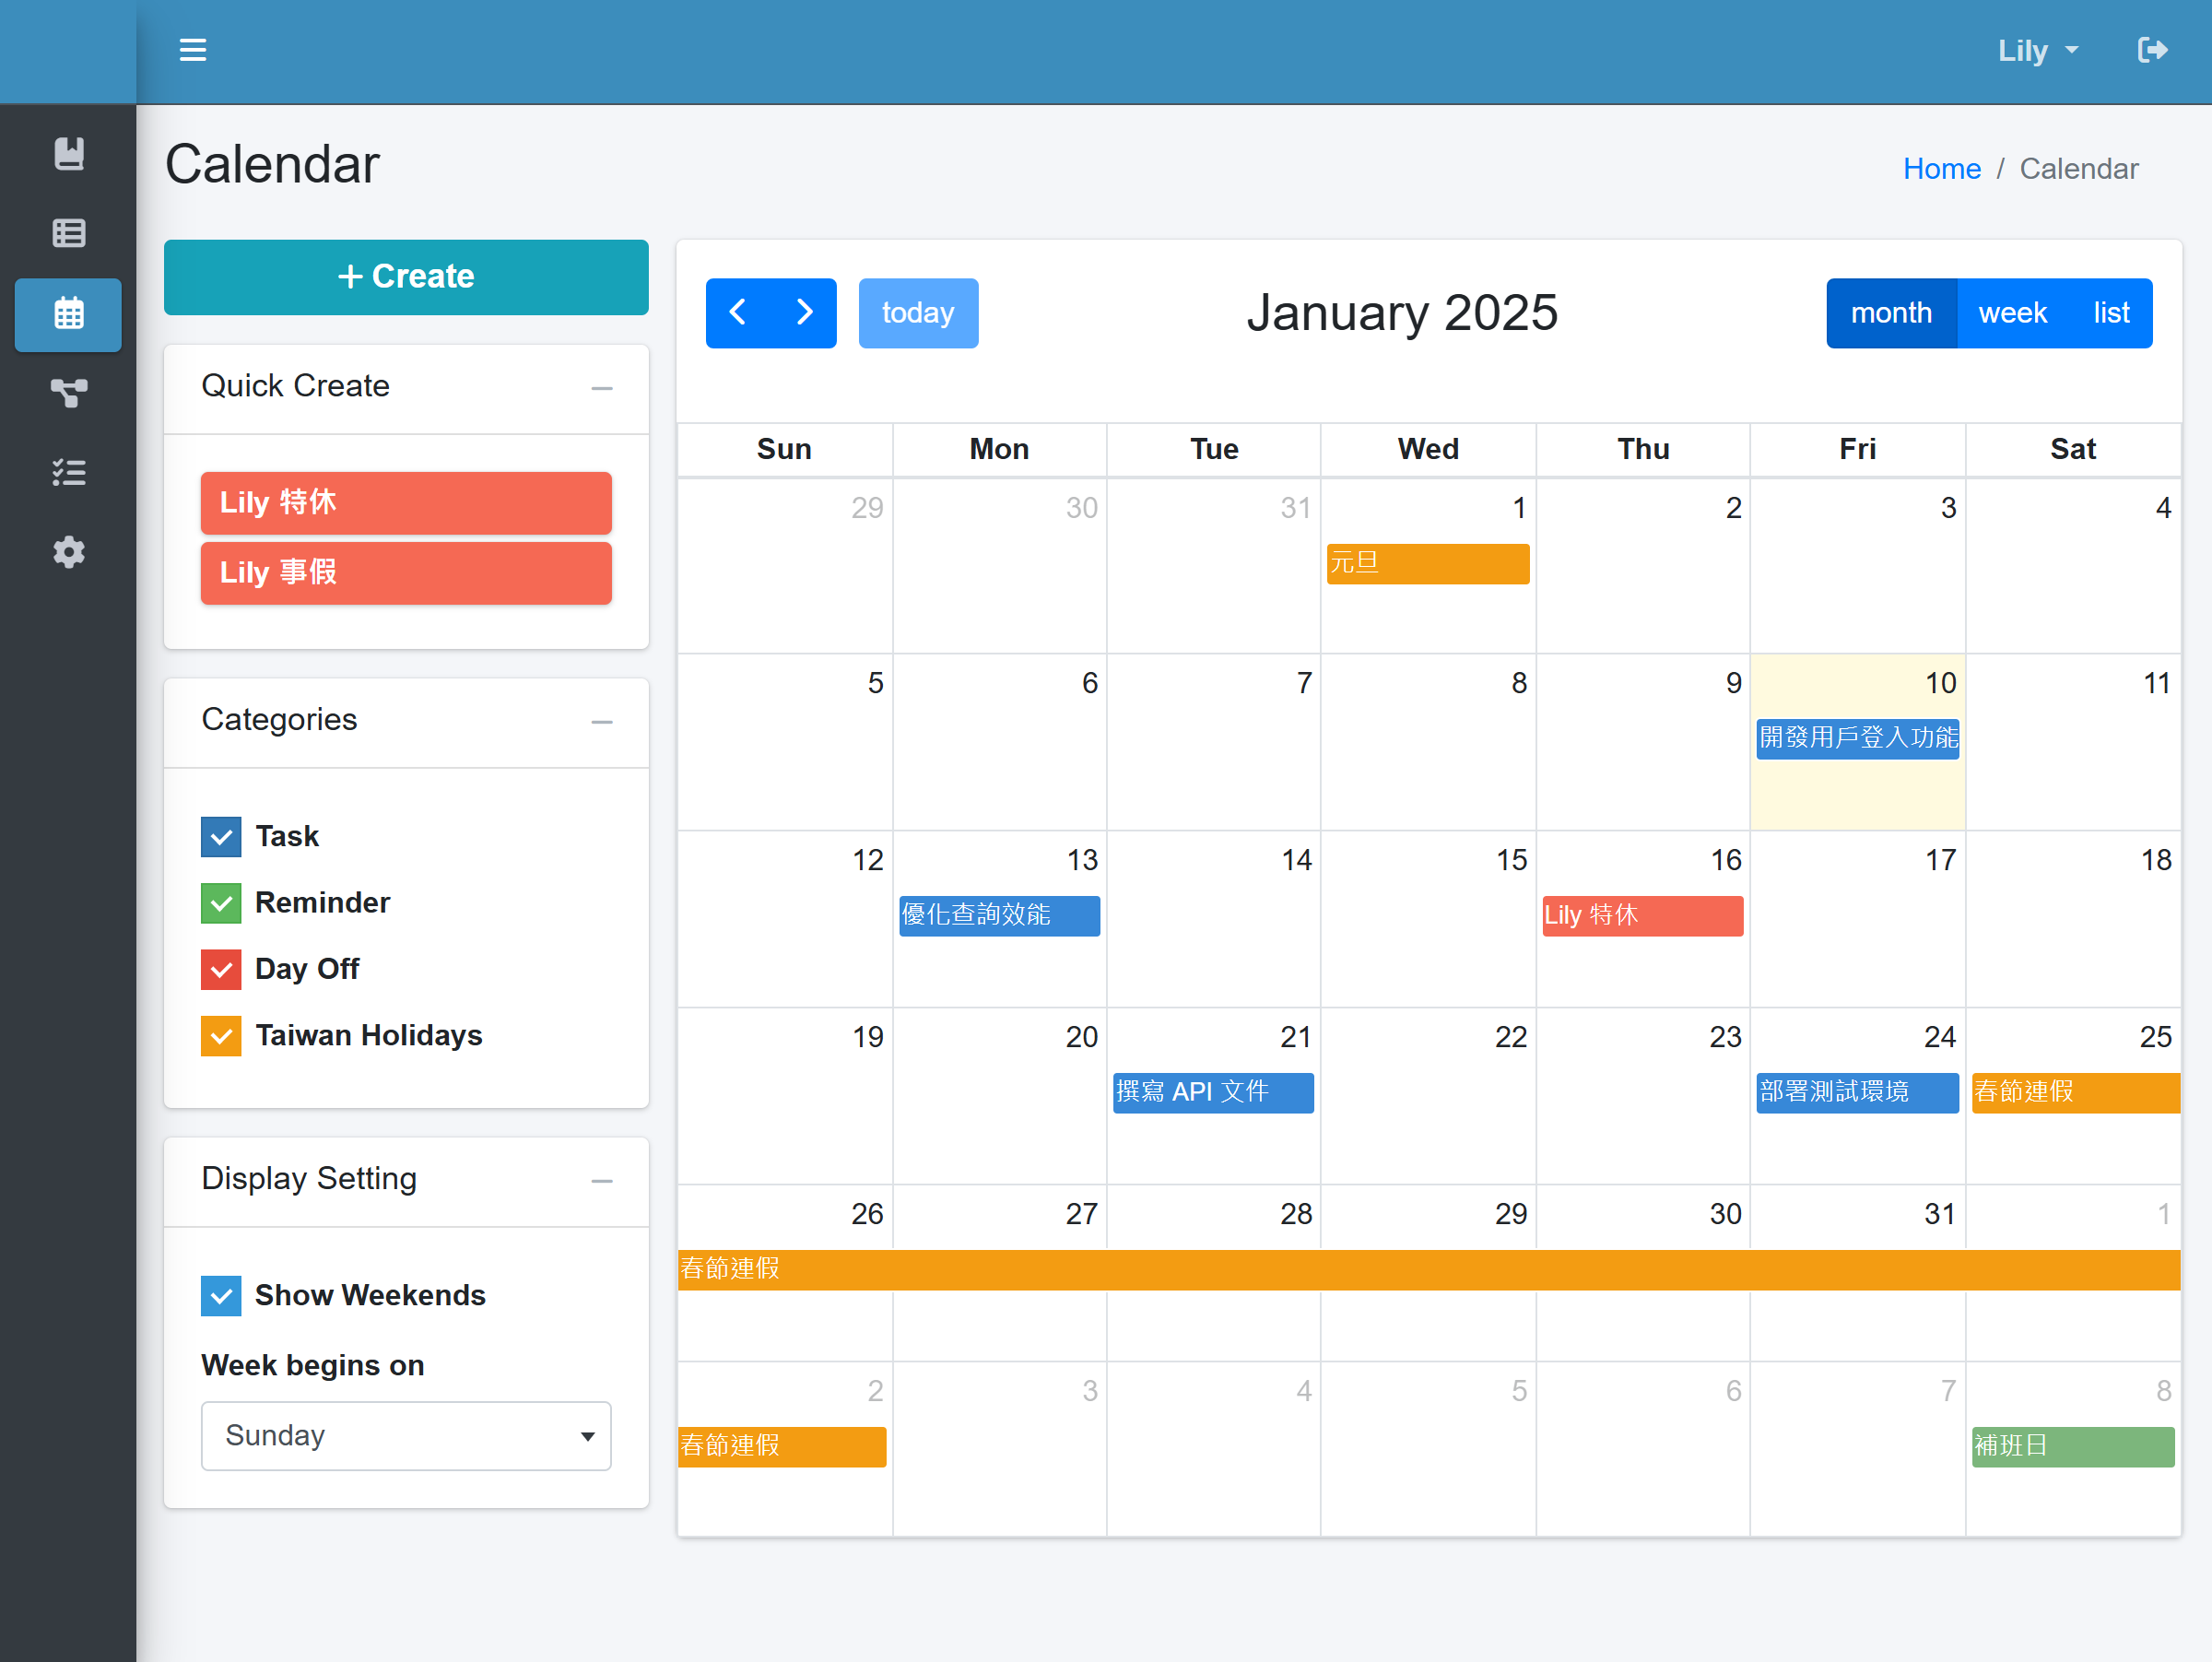 Lily
Calendar
Home / Calendar
+ Create
Quick Create
Lily 特休
Lily 事假
Categories
Task
Reminder
Day Off
Taiwan Holidays
Display Setting
Show Weekends
Week begins on
Sunday
today
January 2025
month week list
Sun Mon Tue Wed Thu Fri Sat
29 30 31 1 2 3 4
元旦
5 6 7 8 9 10 11
開發用戶登入功能
12 13 14 15 16 17 18
優化查詢效能 Lily 特休
19 20 21 22 23 24 25
撰寫 API 文件 部署測試環境 春節連假
26 27 28 29 30 31 1
春節連假
2 3 4 5 6 7 8
春節連假 補班日